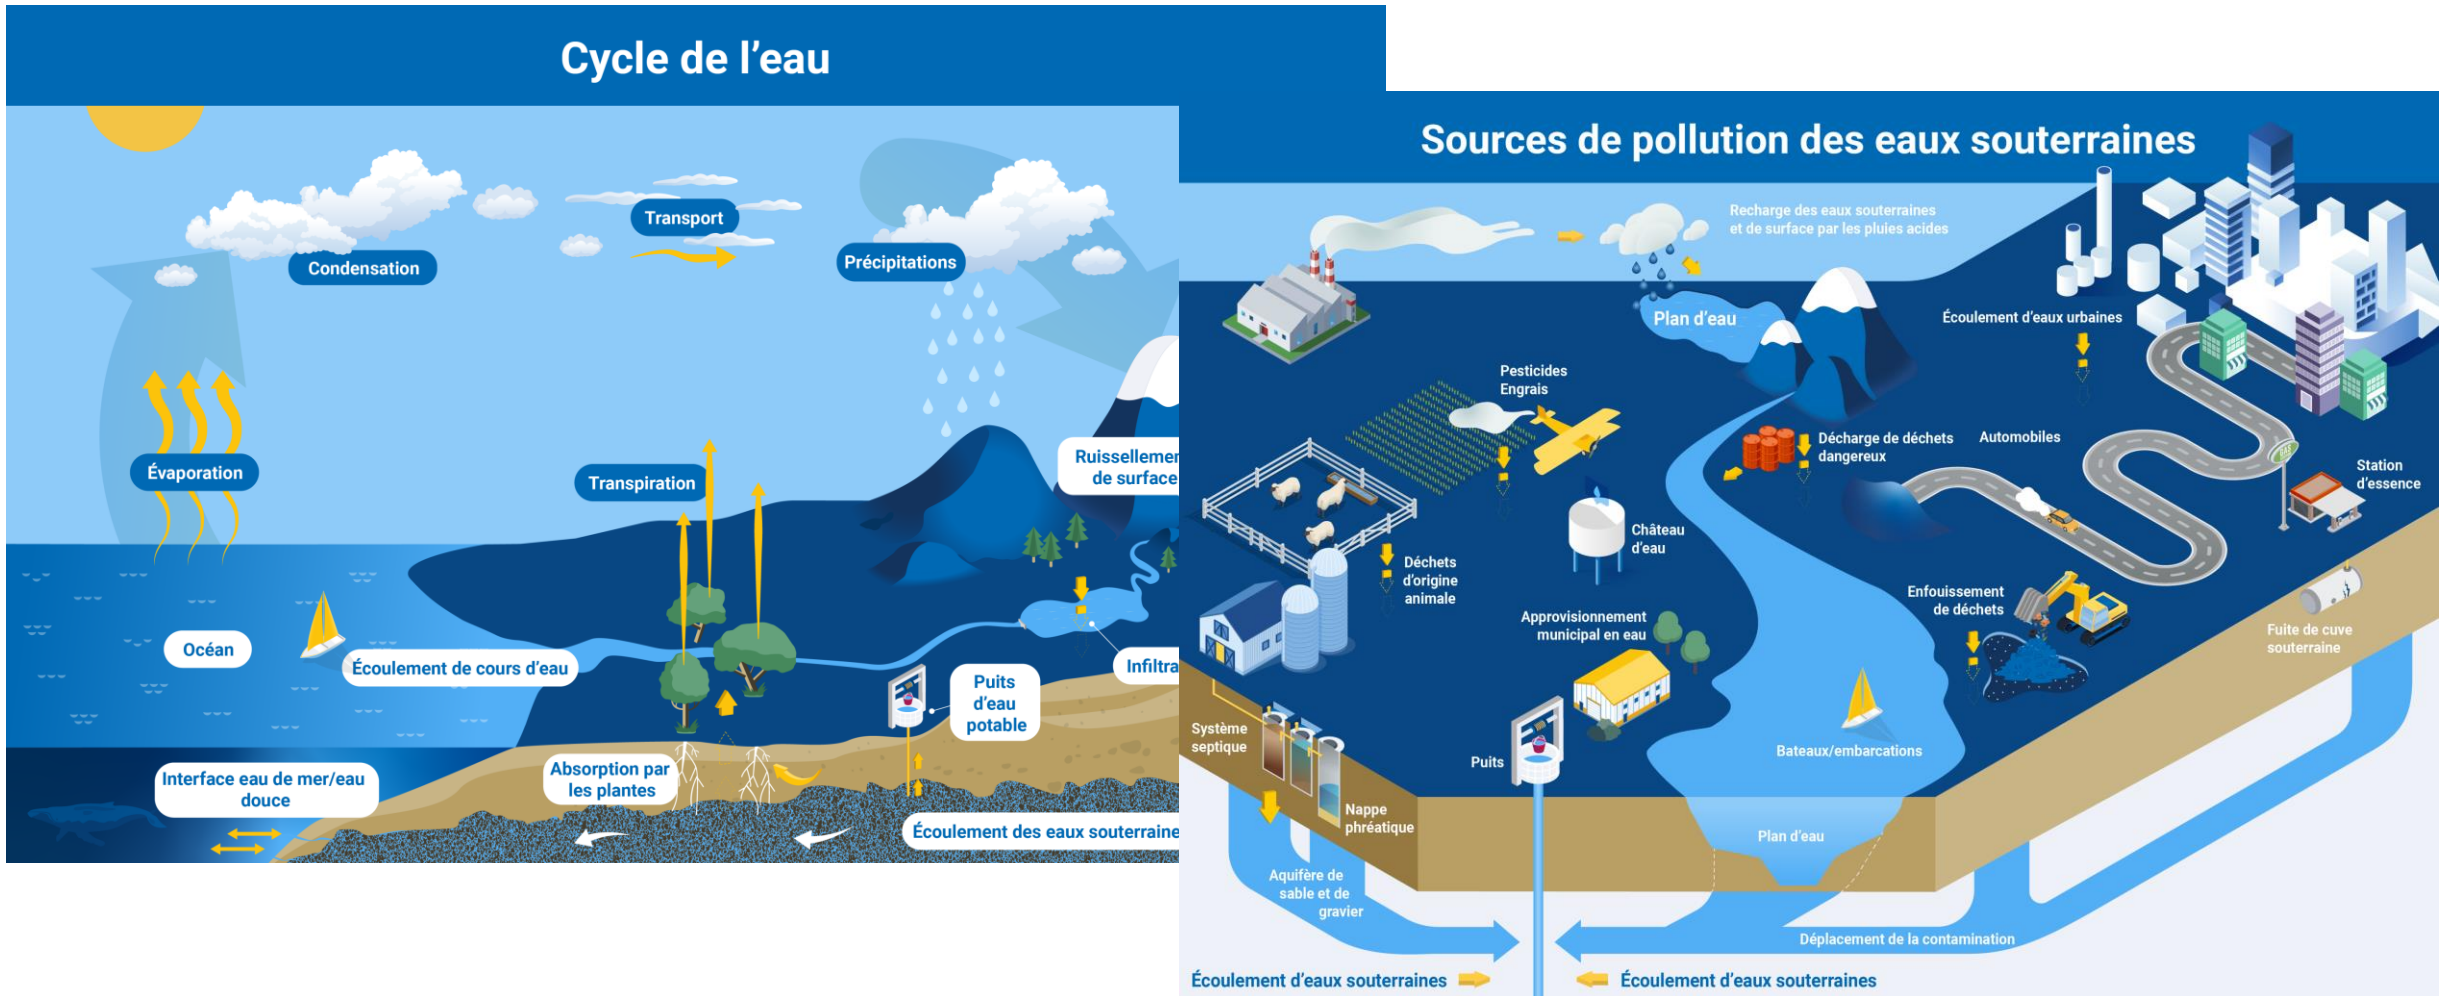 Cycle de l'eau
Transport
Condensation
Précipitations
Évaporation
Transpiration
Ruissellemen
de surface
Océan
Écoulement de cours d'eau
Infiltra
Puits
d'eau
potable
Interface eau de mer/eau
douce
Absorption par
les plantes
Écoulement des eaux souterraine
Sources de pollution des eaux souterraines
Recharge des eaux souterraines
et de surface par les pluies acides
Plan d'eau
Écoulement d'eaux urbaines
Pesticides
Engrais
Décharge de déchets
dangereux
Automobiles
Station
d'essence
Château
d'eau
Déchets
d'origine
animale
Enfouissement
de déchets
Approvisionnement
municipal en eau
Fuite de cuve
souterraine
Système
septique
Puits
Bateaux/embarcations
Nappe
phréatique
Plan d'eau
Aquifère de
sable et de
gravier
Déplacement de la contamination
Écoulement d'eaux souterraines
Écoulement d'eaux souterraines